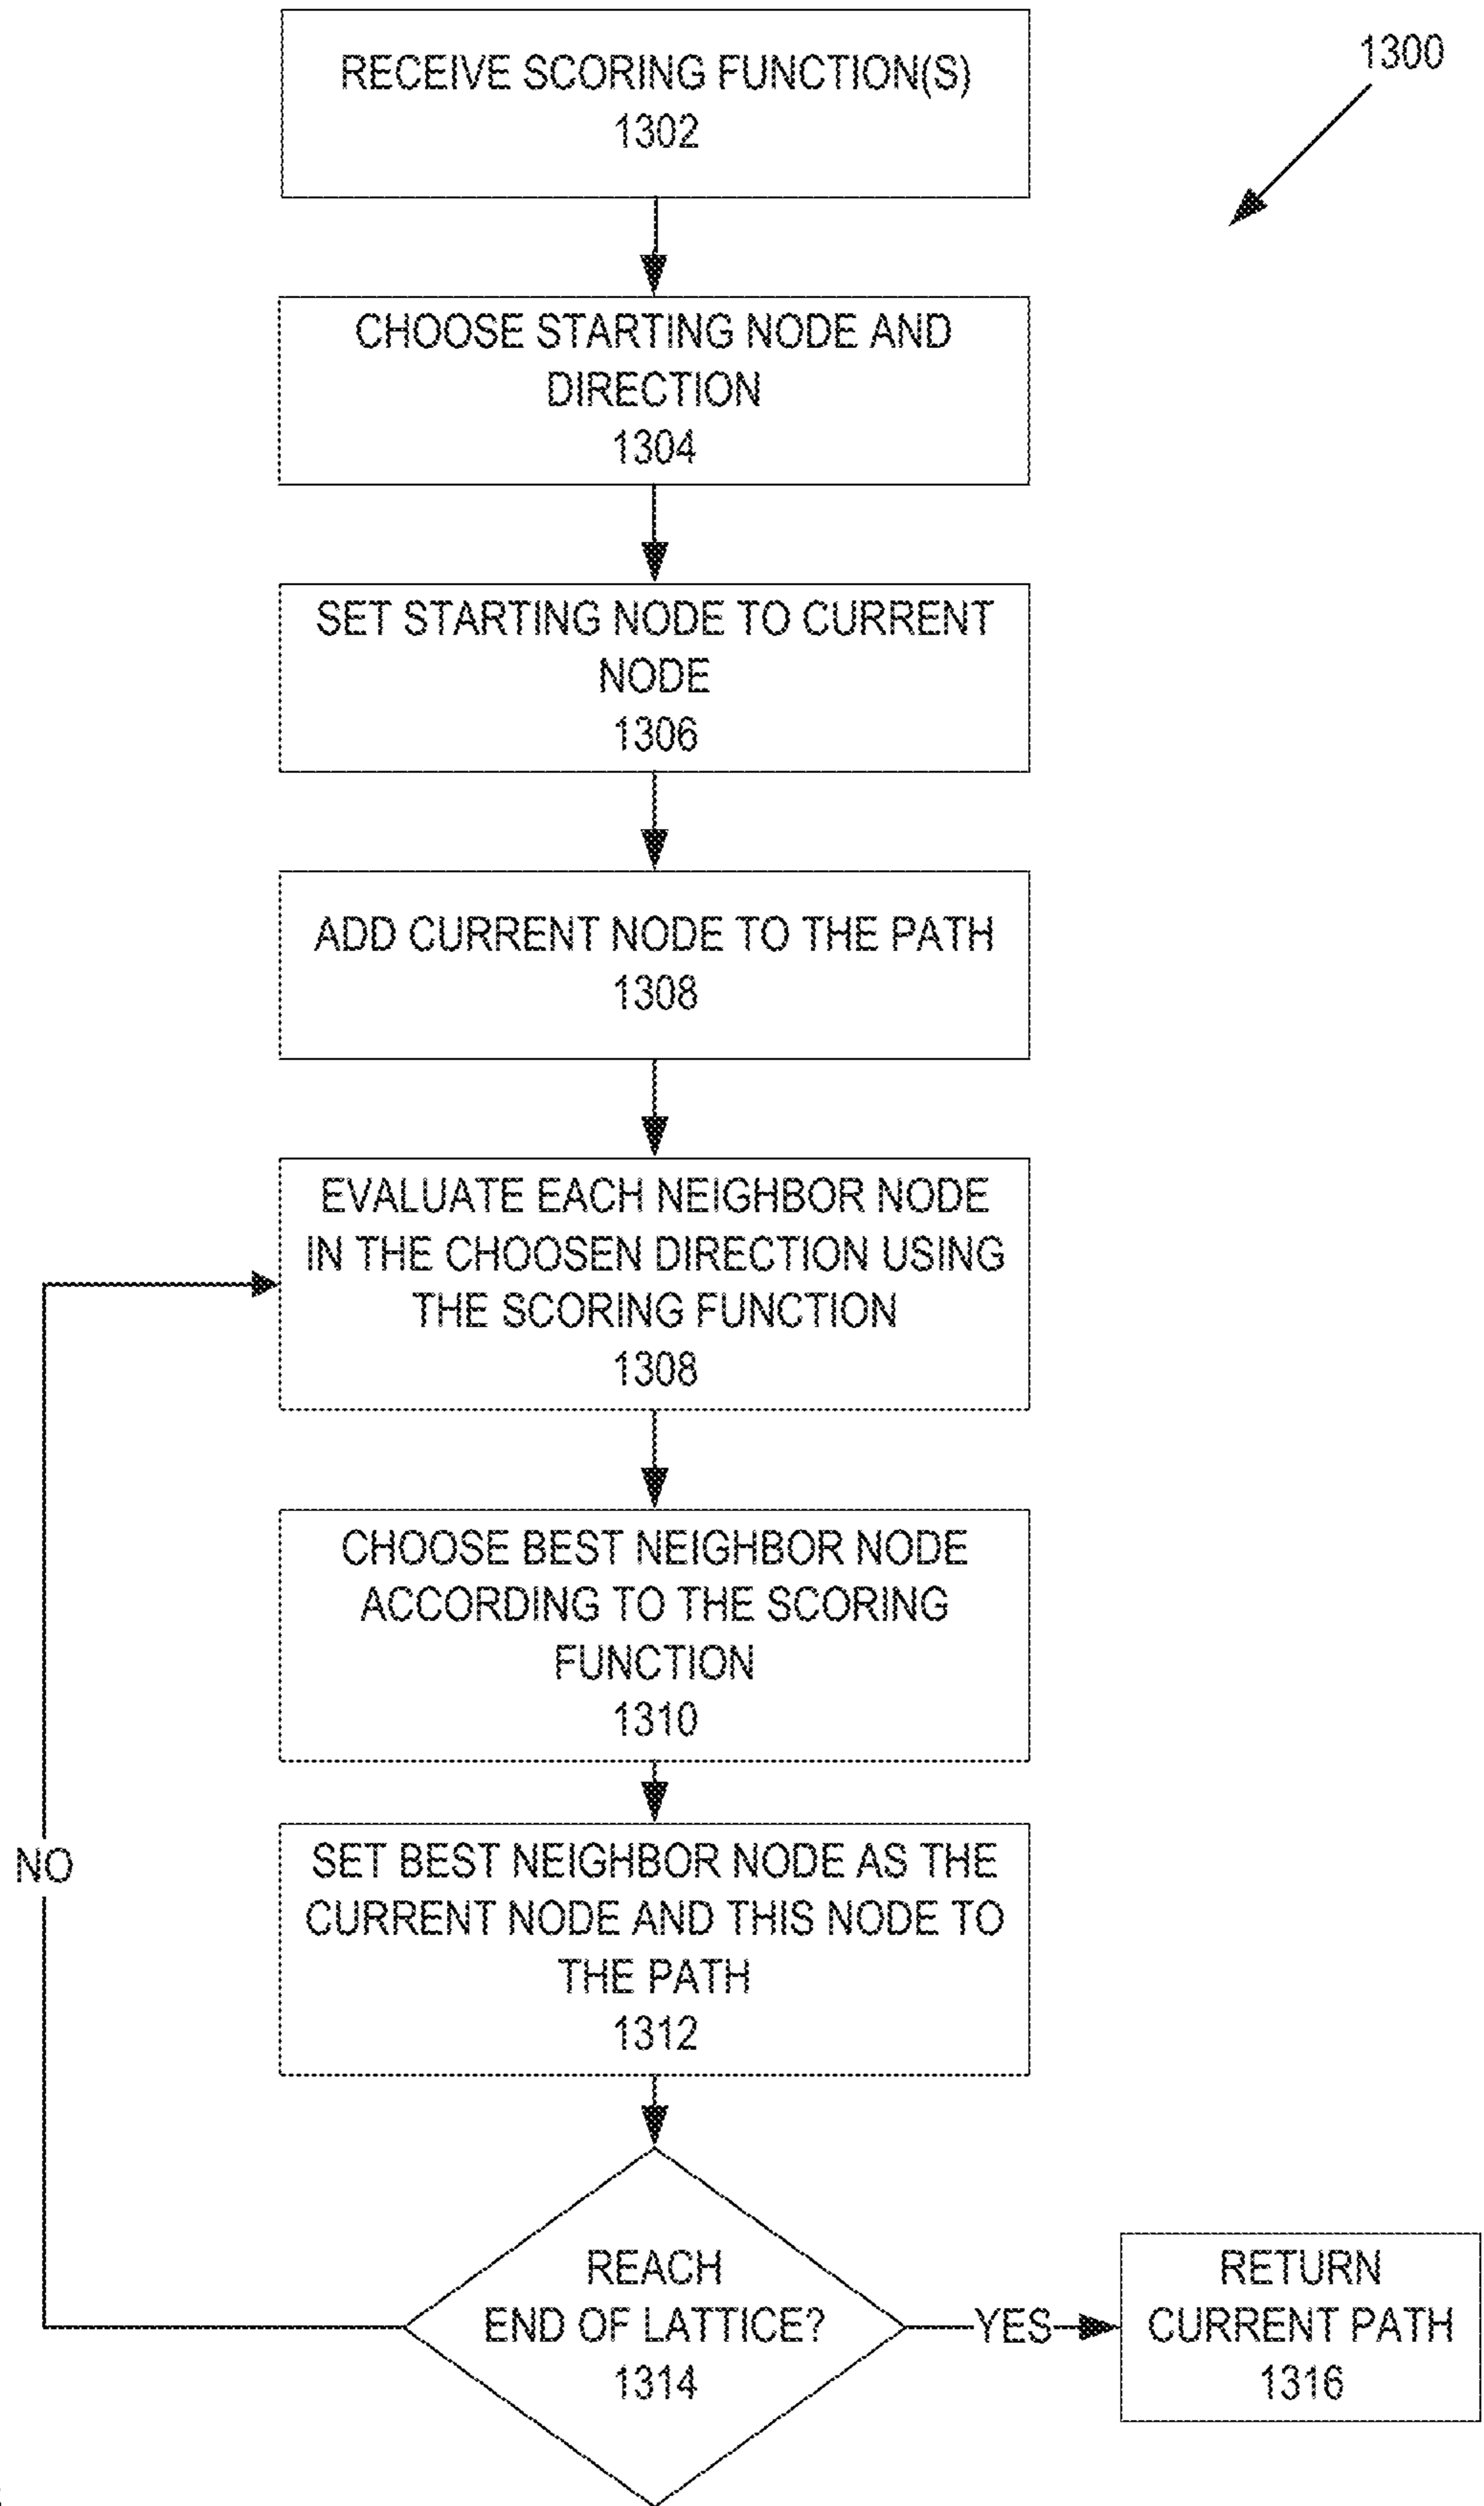 1300
RECEIVE SCORING FUNCTION(S)
1302
CHOOSE STARTING NODE AND
DIRECTION
1304
SET STARTING NODE TO CURRENT
NODE
1306
ADD CURRENT NODE TO THE PATH
1308
EVALUATE EACH NEIGHBOR NODE
IN THE CHOOSEN DIRECTION USING
THE SCORING FUNCTION
1308
CHOOSE BEST NEIGHBOR NODE
ACCORDING TO THE SCORING
FUNCTION
1310
SET BEST NEIGHBOR NODE AS THE
CURRENT NODE AND THIS NODE TO
THE PATH
1312
NO
REACH
END OF LATTICE?
1314
YES
RETURN
CURRENT PATH
1316